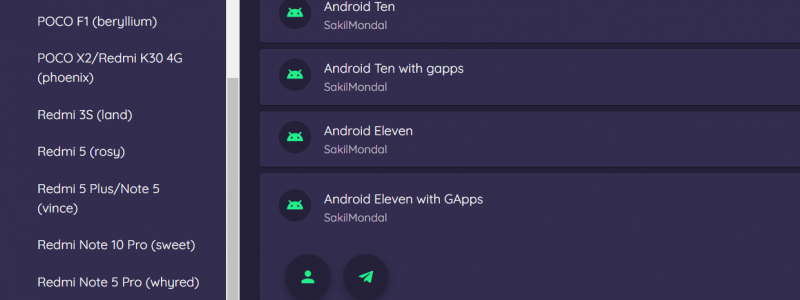 POCO F1 (beryllium)
POCO X2/Redmi K30 4G
(phoenix)
Redmi 3S (land)
Redmi 5 (rosy)
Redmi 5 Plus/Note 5
(vince)
Redmi Note 10 Pro (sweet)
Redmi Note 5 Pro (whyred)
Android Ten
SakilMondal
Android Ten with gapps
SakilMondal
Android Eleven
SakilMondal
Android Eleven with GApps
SakilMondal